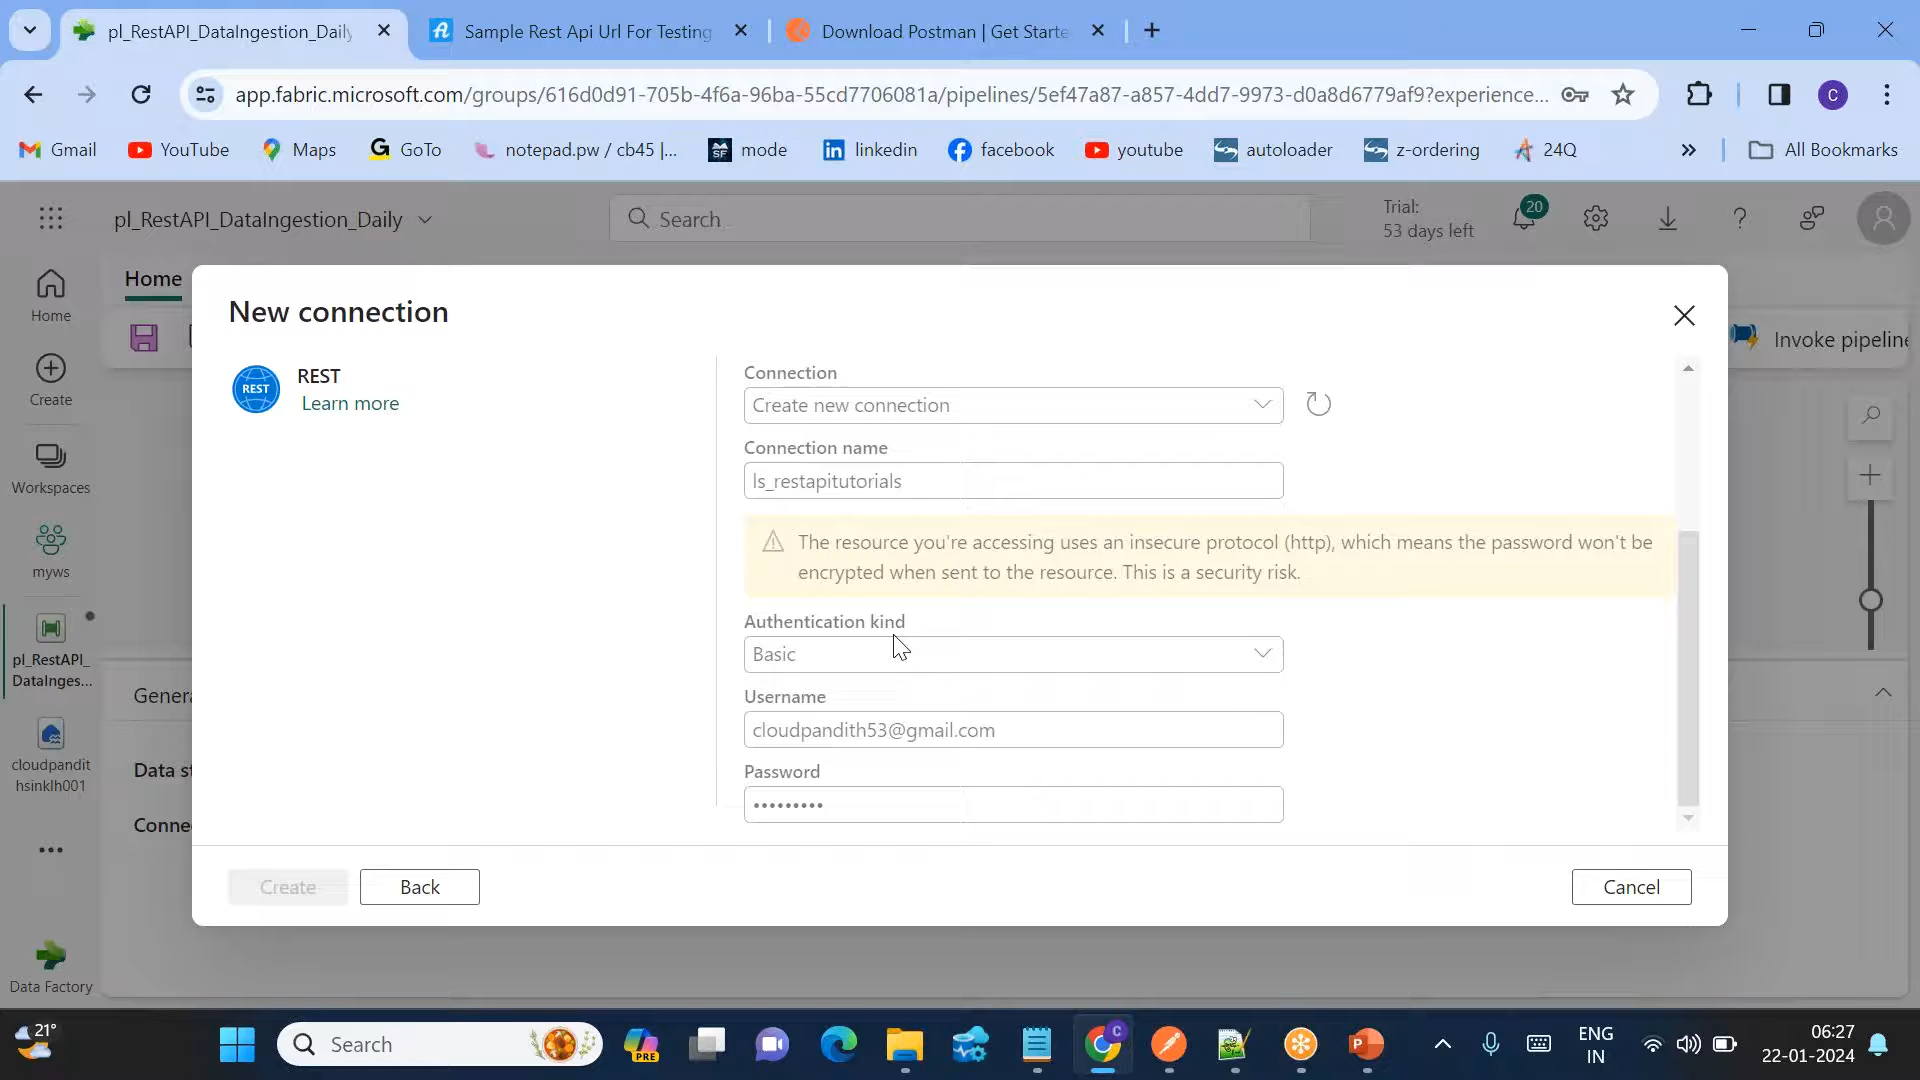 pl_RestAPI_DataIngestion_Daily
Sample Rest Api Url For Testing
Download Postman | Get Starte
app.fabric.microsoft.com/groups/616d0d91-705b-4f6a-96ba-55cd7706081a/pipelines/5ef47a87-a857-4dd7-9973-d0a8d6779af9?experience...
C
Gmail
YouTube
Maps
GoTo
notepad.pw / cb45 |...
mode
linkedin
facebook
youtube
autoloader
z-ordering
24Q
All Bookmarks
pl_RestAPI_DataIngestion_Daily
Search
Trial:
53 days left
20
Home
Create
Workspaces
myws
pl_RestAPI_
DataInges...
cloudpandit
hsinklh001
Data Factory
Home
Invoke pipeline
Genera
Data st
Conne
New connection
REST
REST
Learn more
Connection
Create new connection
Connection name
ls_restapitutorials
The resource you're accessing uses an insecure protocol (http), which means the password won't be
encrypted when sent to the resource. This is a security risk.
Authentication kind
Basic
Username
cloudpandith53@gmail.com
Password
•••••••••
Create
Back
Cancel
21°
Search
PRE
C
P
ENG
IN
06:27
22-01-2024